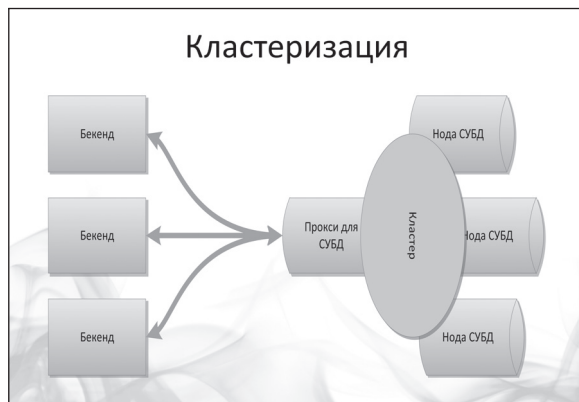 Кластеризация
Бекенд
Нода СУБД
Бекенд
Прокси для
СУБД
Кластер
Нода СУБД
Бекенд
Нода СУБД